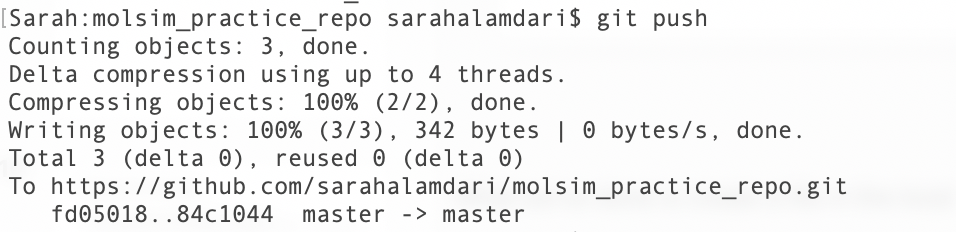 [Sarah:molsim_practice_repo sarahalamdari$ git push
Counting objects: 3, done.
Delta compression using up to 4 threads.
Compressing objects: 100% (2/2), done.
Writing objects: 100% (3/3), 342 bytes | 0 bytes/s, done.
Total 3 (delta 0), reused 0 (delta 0)
To https://github.com/sarahalamdari/molsim_practice_repo.git
   fd05018..84c1044  master -> master